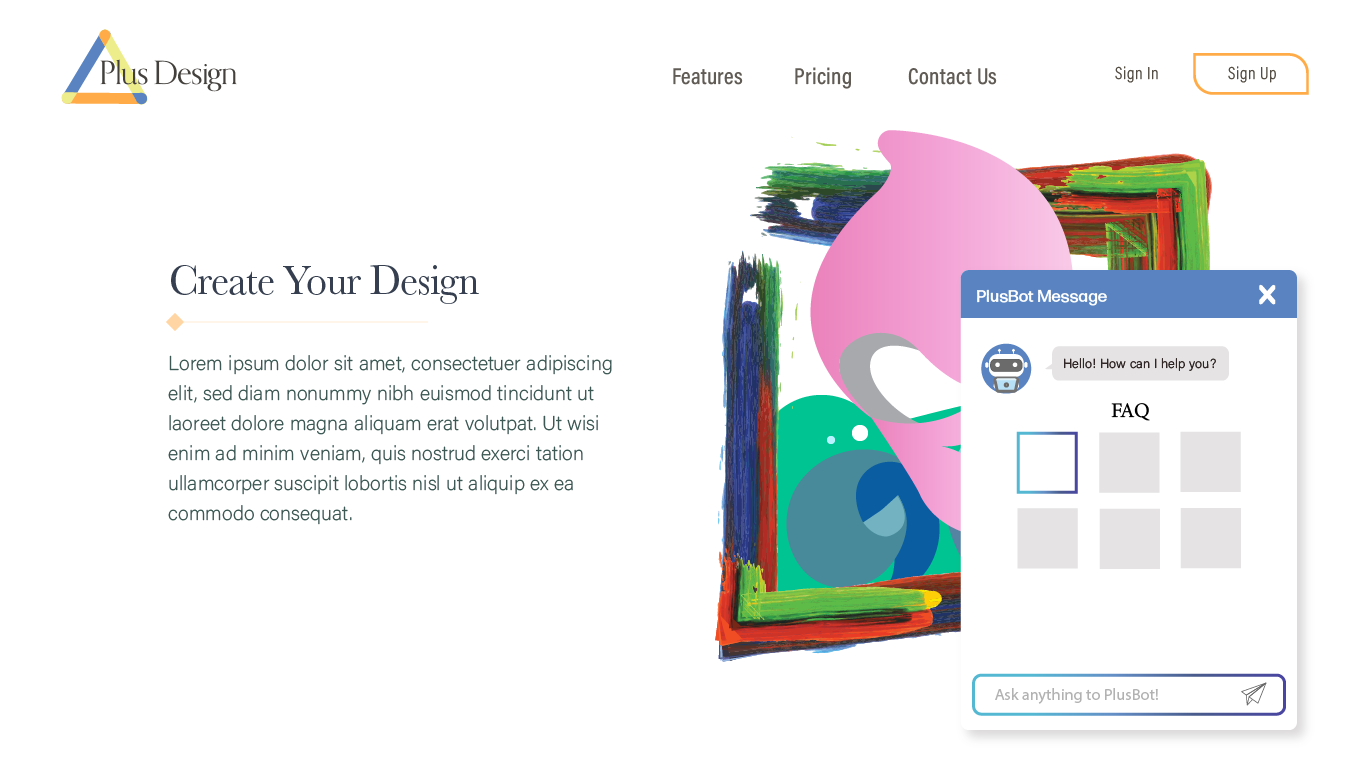 Plus Design
Features
Pricing
Contact Us
Sign In
Sign Up
Create Your Design
Lorem ipsum dolor sit amet, consectetuer adipiscing
elit, sed diam nonummy nibh euismod tincidunt ut
laoreet dolore magna aliquam erat volutpat. Ut wisi
enim ad minim veniam, quis nostrud exerci tation
ullamcorper suscipit lobortis nisl ut aliquip ex ea
commodo consequat.
PlusBot Message
Hello! How can I help you?
FAQ
Ask anything to PlusBot!